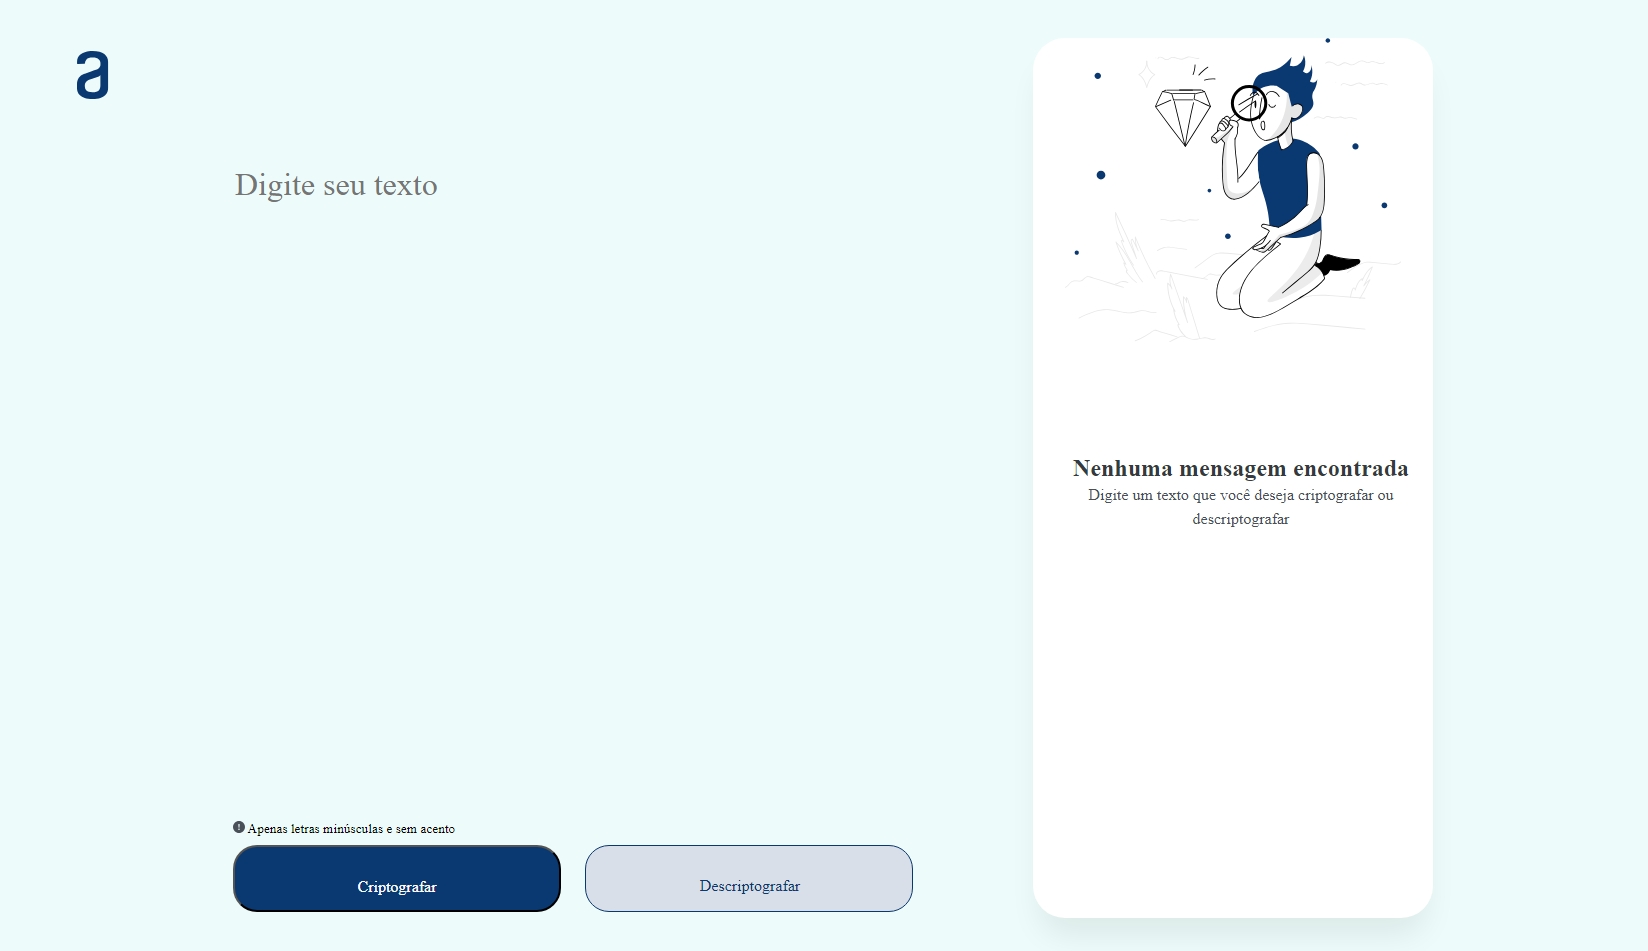 a
Digite seu texto
Nenhuma mensagem encontrada
Digite um texto que você deseja criptografar ou
descriptografar
! Apenas letras minúsculas e sem acento
Criptografar
Descriptografar